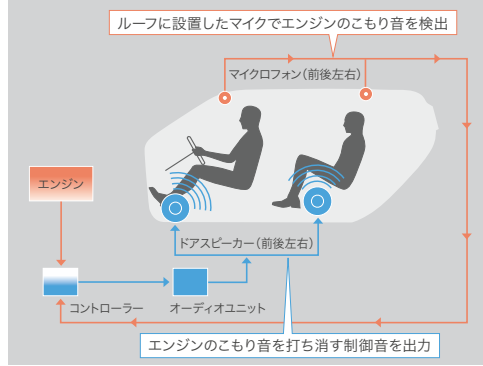 ルーフに設置したマイクでエンジンのこもり音を検出
マイクロフォン(前後左右)
エンジン
ドアスピーカー(前後左右)
コントローラー
オーディオユニット
エンジンのこもり音を打ち消す制御音を出力